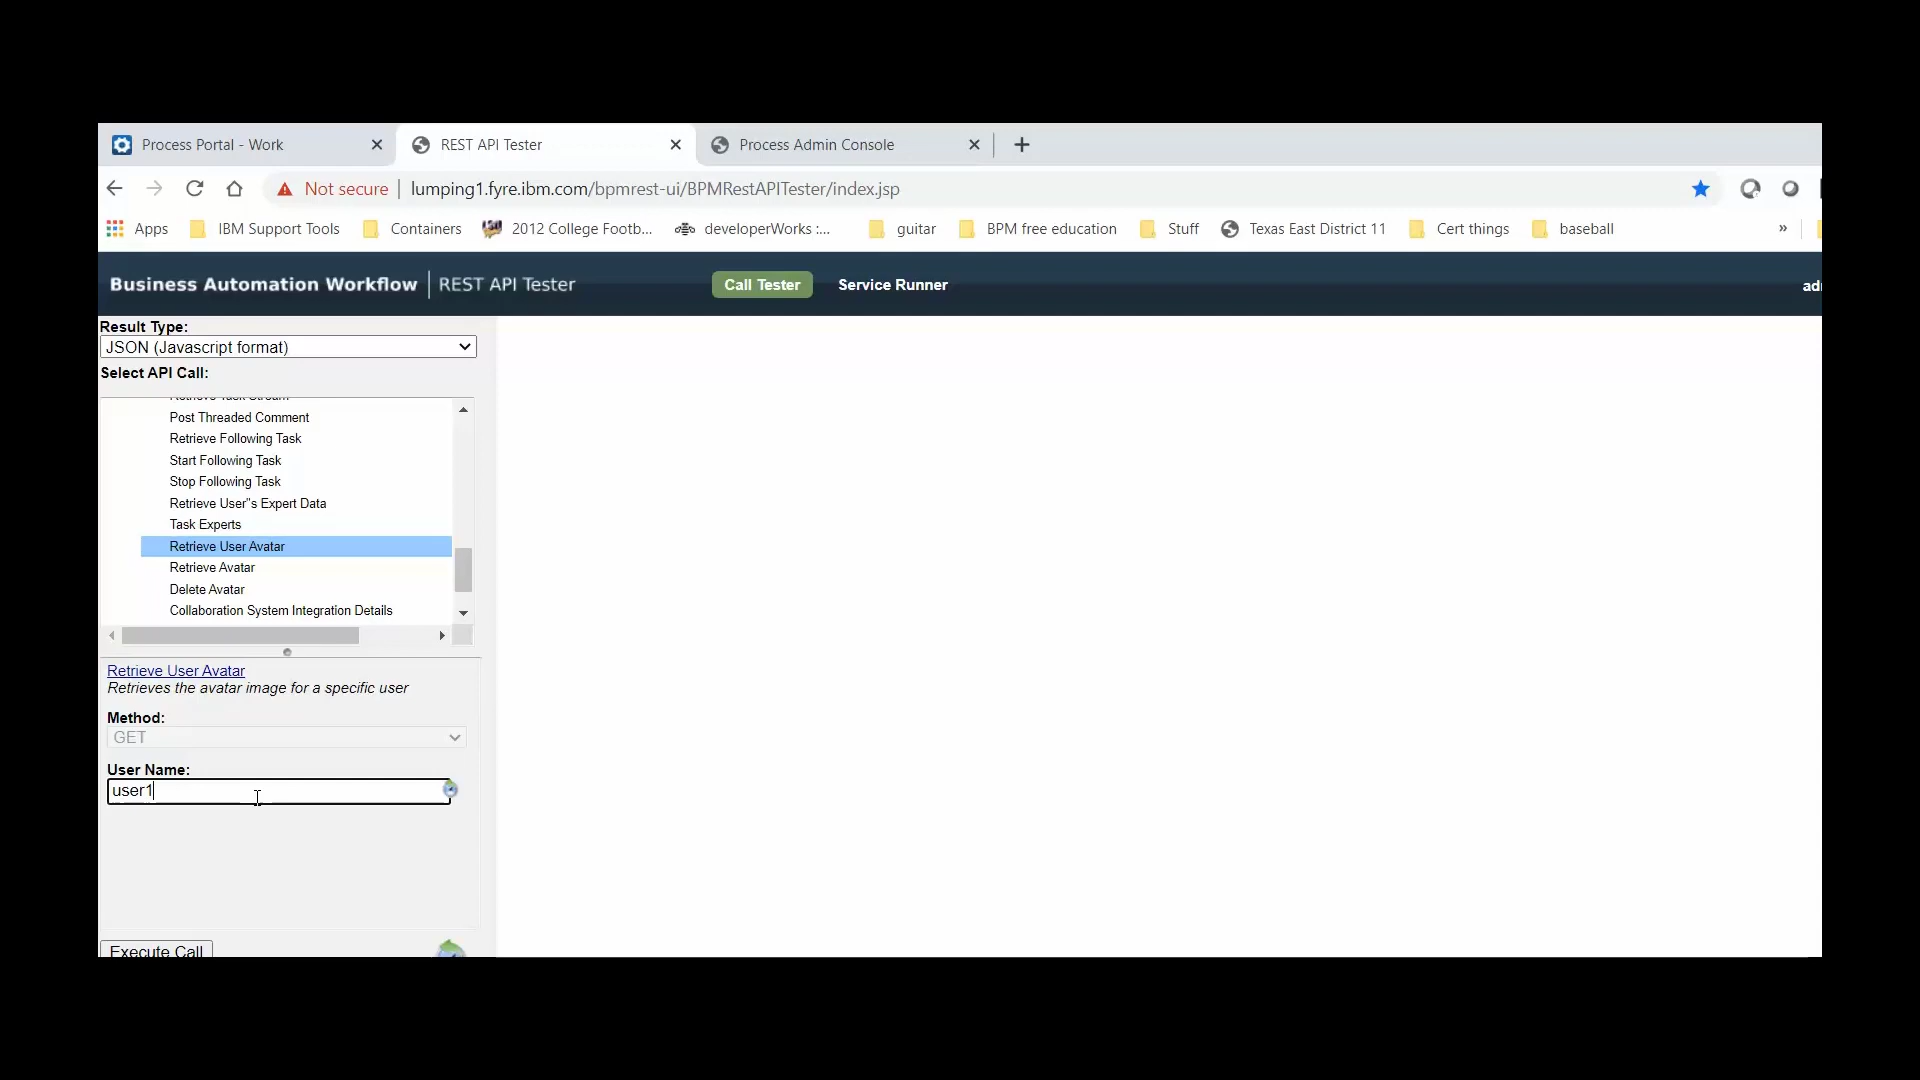 Process Portal - Work
REST API Tester
Process Admin Console
Not secure | lumping1.fyre.ibm.com/bpmrest-ui/BPMRestAPITester/index.jsp
Apps IBM Support Tools Containers 2012 College Footb... developerWorks :... guitar BPM free education Stuff Texas East District 11 Cert things baseball »
Business Automation Workflow | REST API Tester Call Tester Service Runner
Result Type:
JSON (Javascript format)
Select API Call:
Post Threaded Comment
Retrieve Following Task
Start Following Task
Stop Following Task
Retrieve User"s Expert Data
Task Experts
Retrieve User Avatar
Retrieve Avatar
Delete Avatar
Collaboration System Integration Details
Retrieve User Avatar
Retrieves the avatar image for a specific user
Method:
GET
User Name:
user1
Execute Call